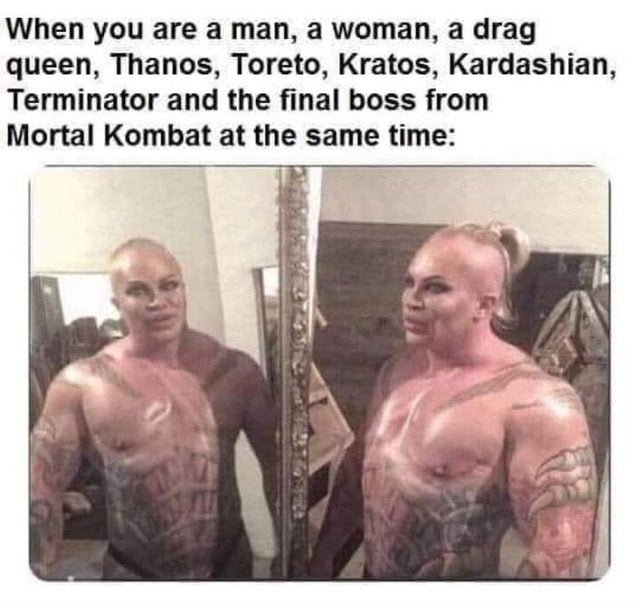 When you are a man, a woman, a drag
queen, Thanos, Toreto, Kratos, Kardashian,
Terminator and the final boss from
Mortal Kombat at the same time: